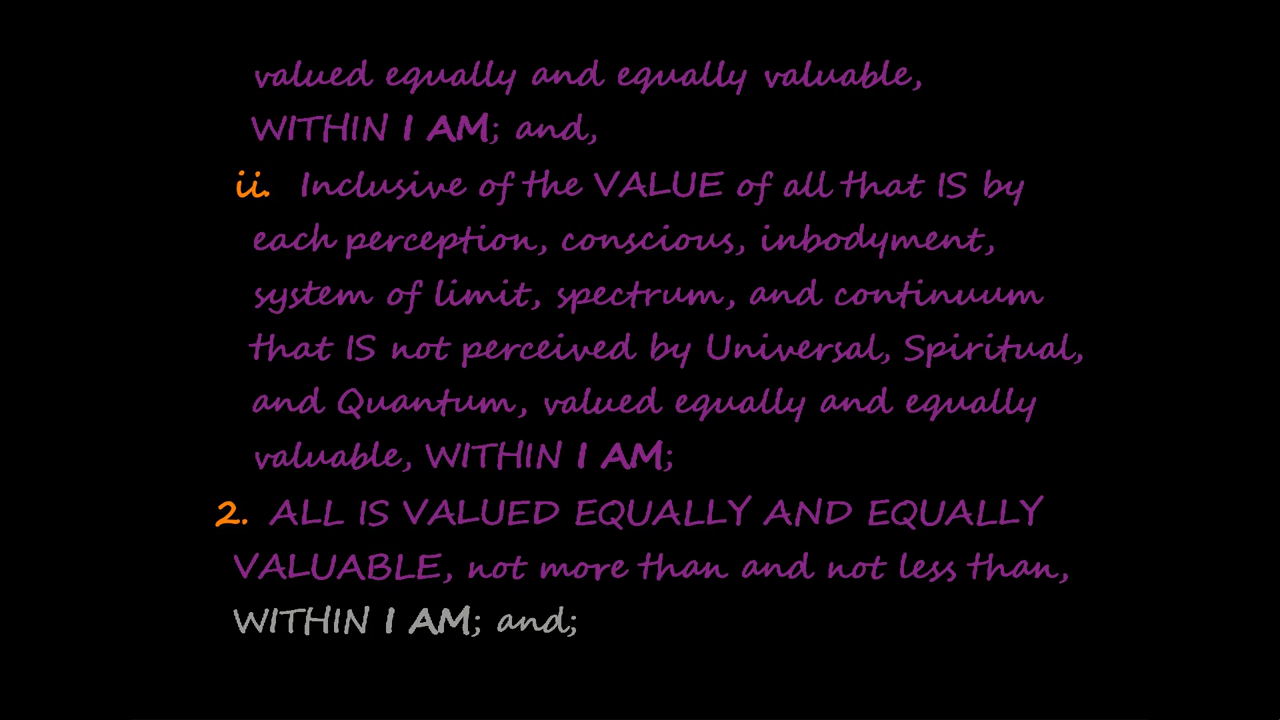 valued equally and equally valuable,
WITHIN I AM; and,
ii. Inclusive of the VALUE of all that IS by
each perception, conscious, inbodyment,
system of limit, spectrum, and continuum
that IS not perceived by Universal, Spiritual,
and Quantum, valued equally and equally
valuable, WITHIN I AM;
2. ALL IS VALUED EQUALLY AND EQUALLY
VALUABLE, not more than and not less than,
WITHIN I AM; and;